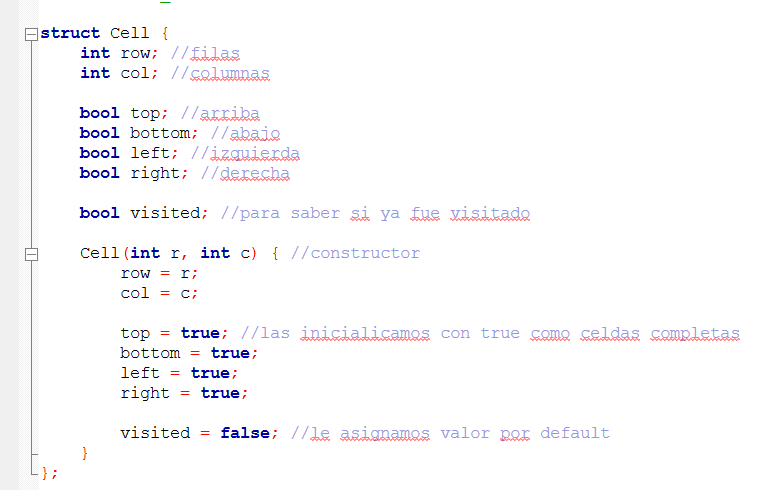 struct Cell {
int row; //filas
int col; //columnas
bool top; //arriba
bool bottom; //abajo
bool left; //izquierda
bool right; //derecha
bool visited; //para saber si ya fue visitado
Cell(int r, int c) { //constructor
row = r;
col = c;
top = true; //las inicialicamos con true como celdas completas
bottom = true;
left = true;
right = true;
visited = false; //le asignamos valor por default
}
};